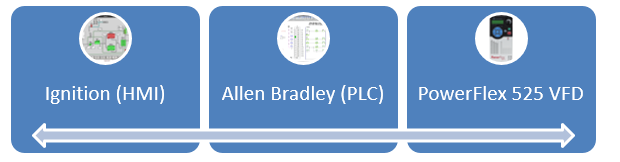 Ignition (HMI)
Allen Bradley (PLC)
PowerFlex 525 VFD